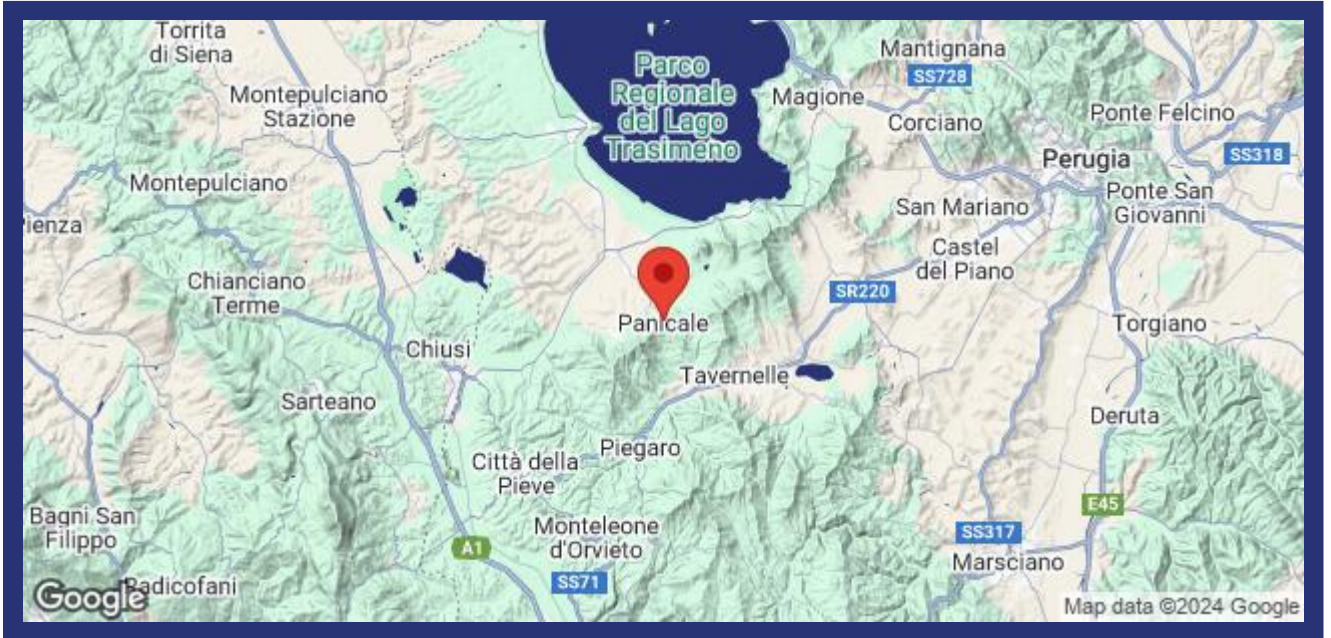 Torrita
di Siena
Montepulciano
Stazione
Parco
Regionale
del Lago
Trasimeno
Mantignana
SS728
Magione
Corciano
Ponte Felcino
SS318
Perugia
Montepulciano
ienza
San Mariano
Ponte San
Giovanni
Castel
del Piano
Chianciano
Terme
SR220
Panicale
Torgiano
Chiusi
Tavernelle
Sarteano
Deruta
Piegaro
Città della
Pieve
E45
Bagni San
Filippo
Monteleone
d'Orvieto
SS317
A1
Marsciano
SS71
Radicofani
Google
Map data ©2024 Google